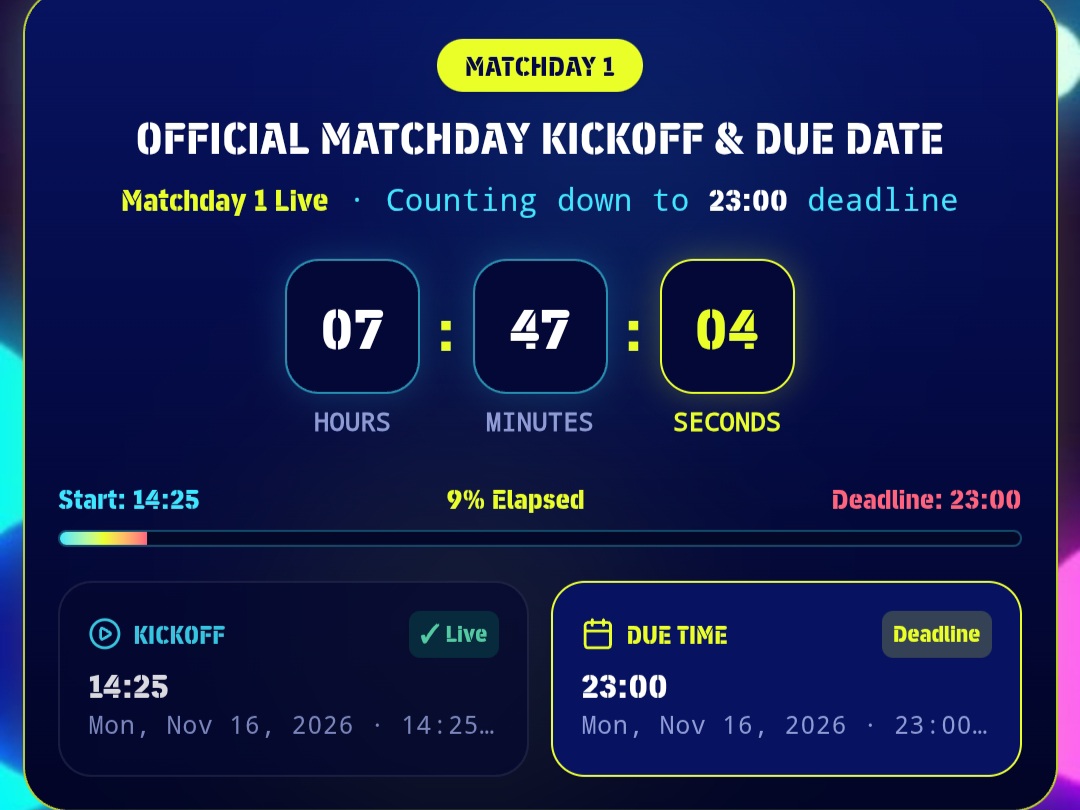 MATCHDAY 1
OFFICIAL MATCHDAY KICKOFF & DUE DATE
Matchday 1 Live · Counting down to 23:00 deadline
07 : 47 : 04
HOURS MINUTES SECONDS
Start: 14:25 9% Elapsed Deadline: 23:00
KICKOFF ✓ Live
14:25
Mon, Nov 16, 2026 · 14:25…
DUE TIME Deadline
23:00
Mon, Nov 16, 2026 · 23:00…